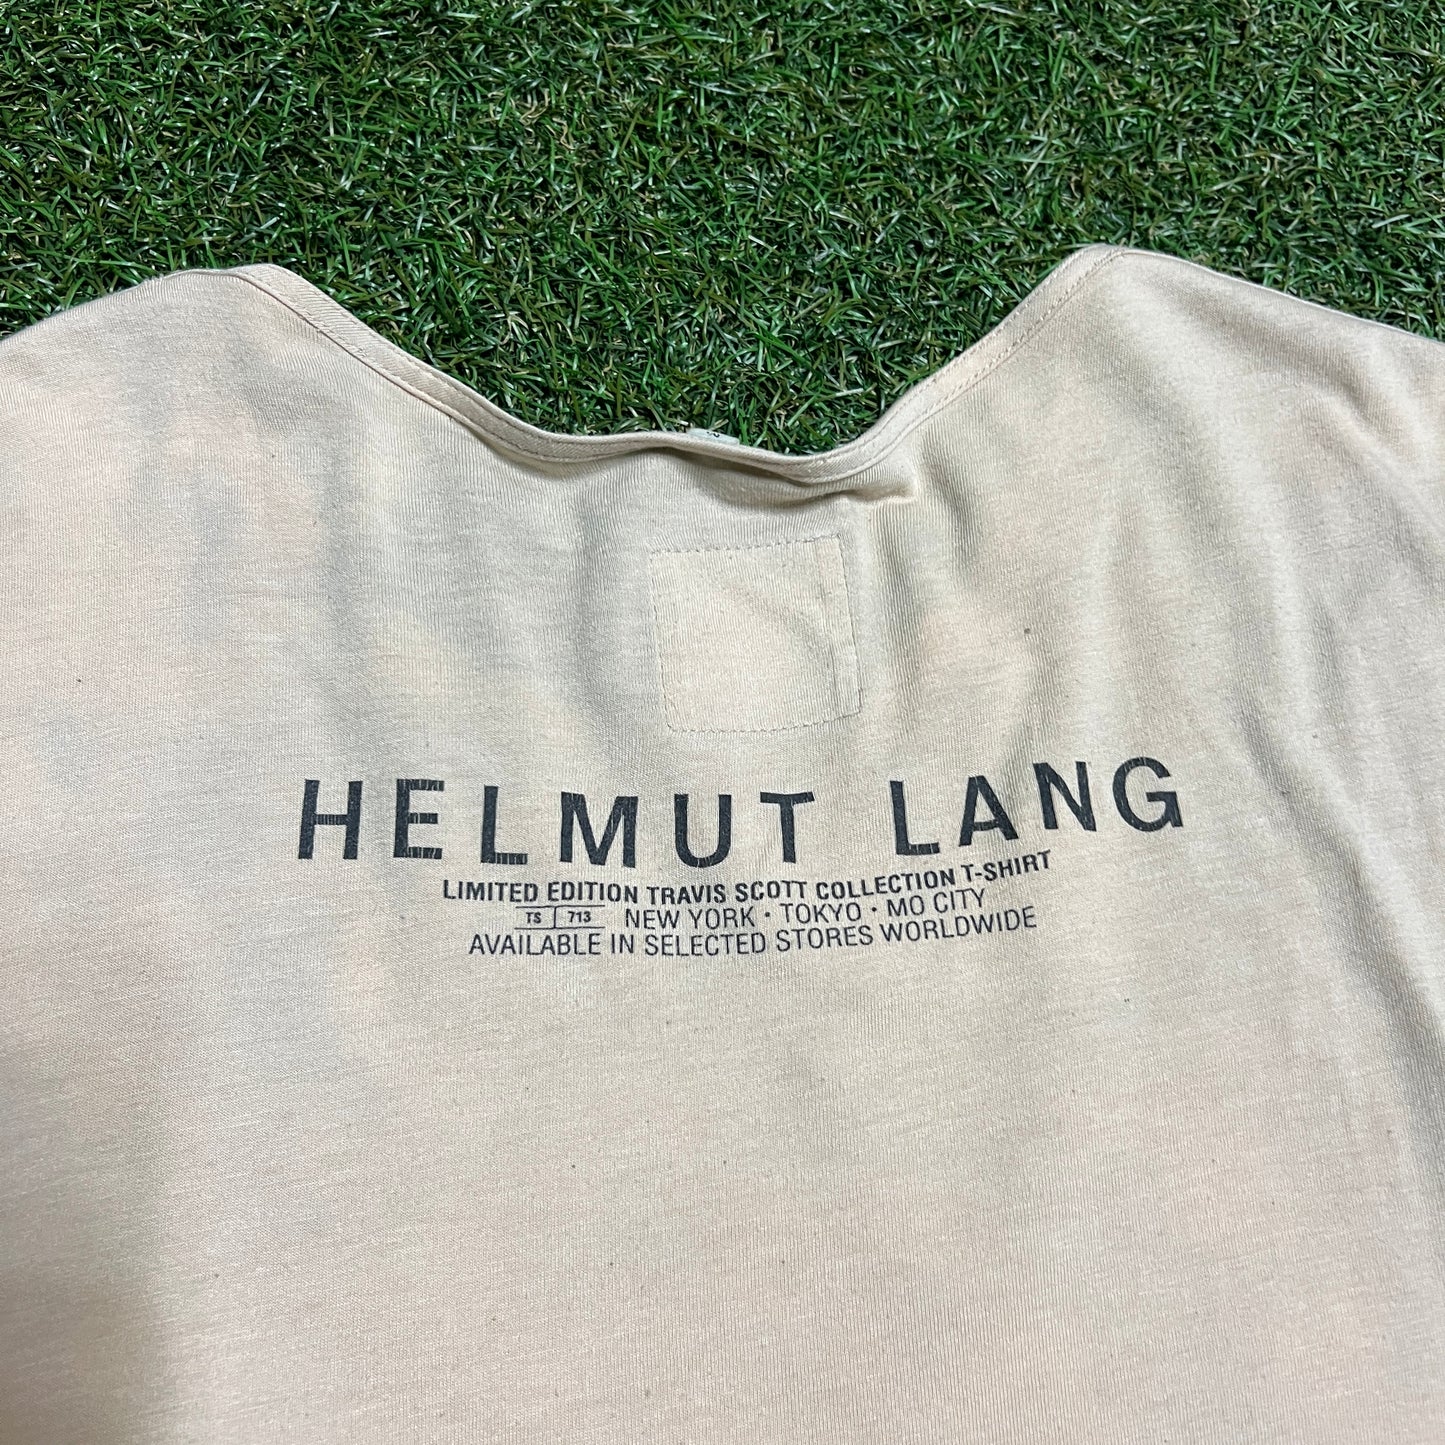 HELMUT LANG
LIMITED EDITION TRAVIS SCOTT COLLECTION T-SHIRT
TS 713 NEW YORK · TOKYO · MO CITY
AVAILABLE IN SELECTED STORES WORLDWIDE